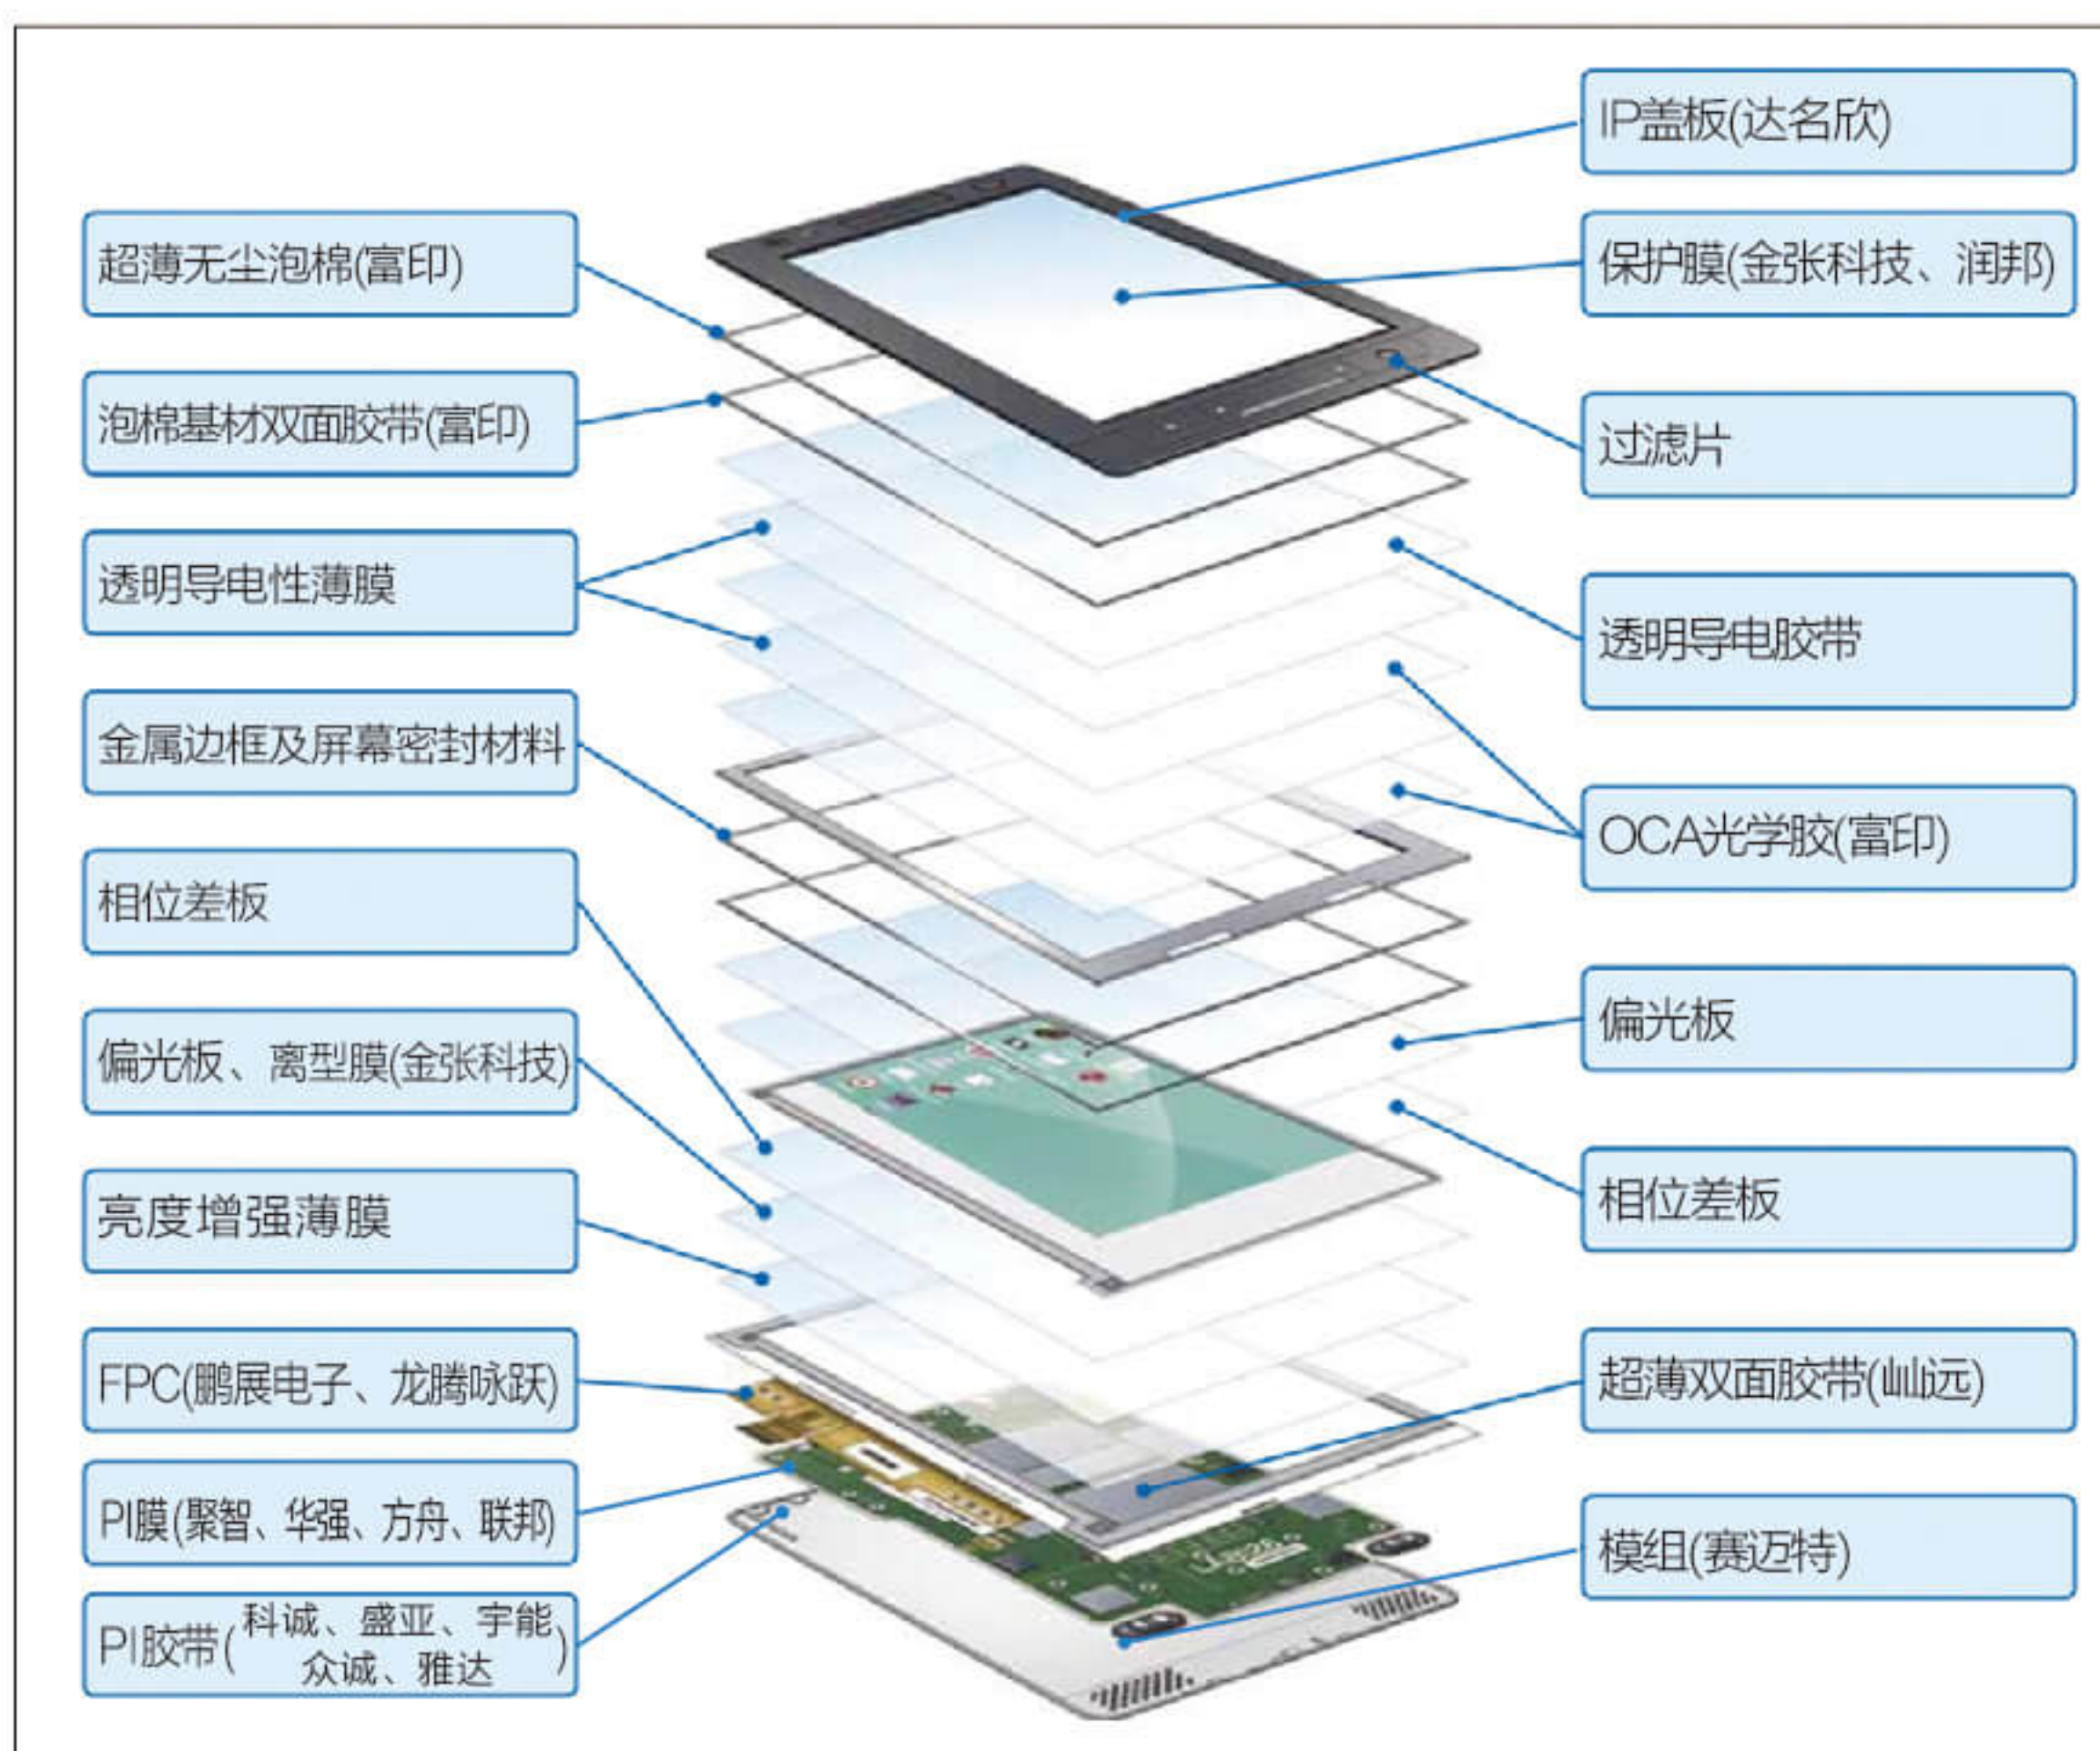 超薄无尘泡棉(富印)
泡棉基材双面胶带(富印)
透明导电性薄膜
金属边框及屏幕密封材料
相位差板
偏光板、离型膜(金张科技)
亮度增强薄膜
FPC(鹏展电子、龙腾咏跃)
PI膜(聚智、华强、方舟、联邦)
PI胶带(科诚、盛亚、宇能
众诚、雅达)
IP盖板(达名欣)
保护膜(金张科技、润邦)
过滤片
透明导电胶带
OCA光学胶(富印)
偏光板
相位差板
超薄双面胶带(屾远)
模组(赛迈特)